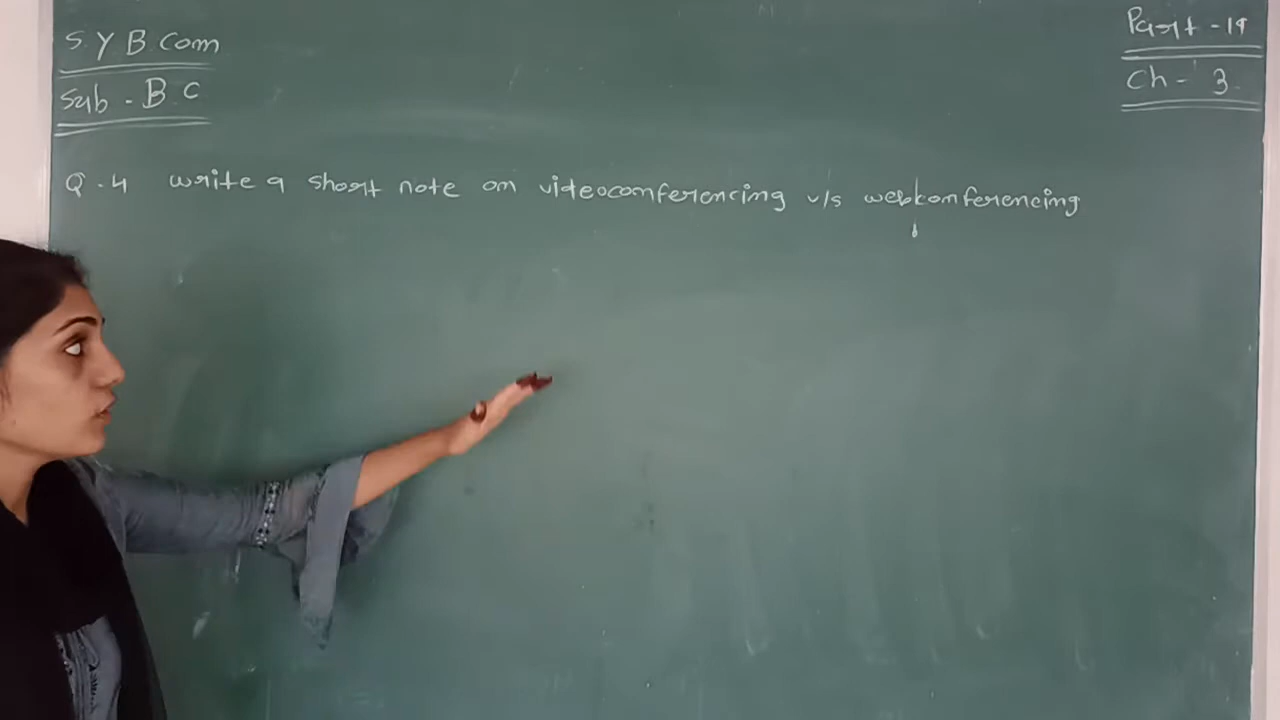 S Y B Com
Sub - B C
Part - 19
Ch - 3
Q. 4 write a short note on videoconferencing v/s webconferencing